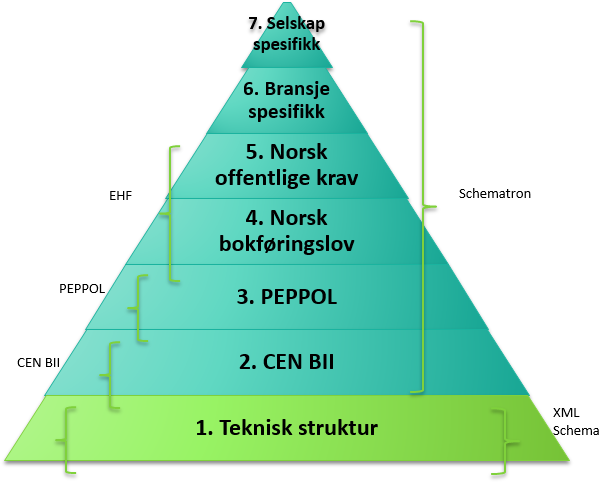 7. Selskap
spesifikk
6. Bransje
spesifikk
5. Norsk
offentlige krav
EHF
Schematron
4. Norsk
bokføringslov
PEPPOL
3. PEPPOL
CEN BII
2. CEN BII
1. Teknisk struktur
XML
Schema